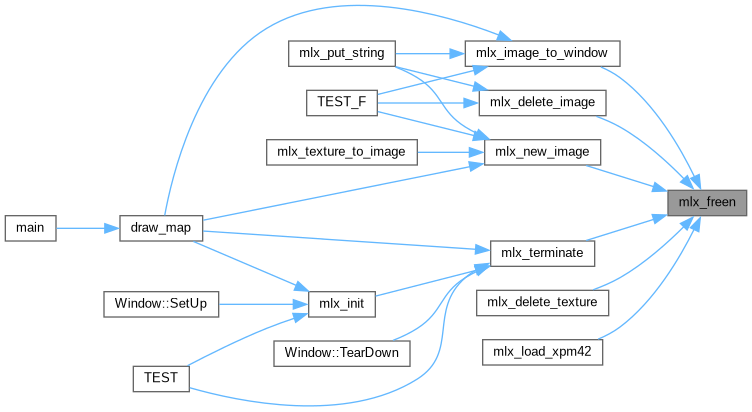 mlx_put_string
mlx_image_to_window
TEST_F
mlx_delete_image
mlx_texture_to_image
mlx_new_image
mlx_freen
main
draw_map
mlx_terminate
Window::SetUp
mlx_init
mlx_delete_texture
Window::TearDown
mlx_load_xpm42
TEST